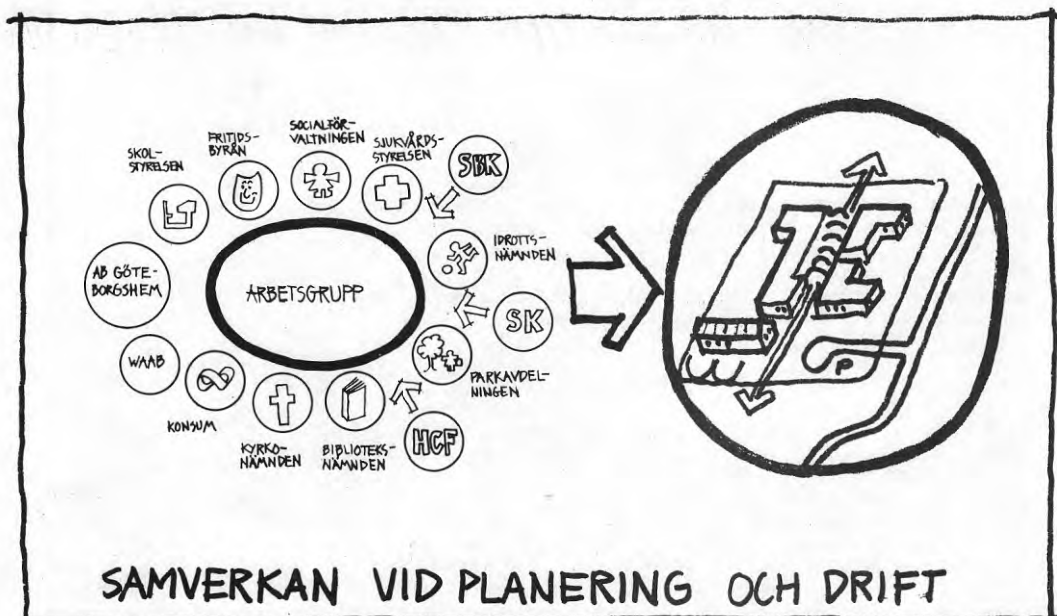 SKOL-
STYRELSEN
FRITIDS-
BYRÅN
SOCIALFÖR-
VALTNINGEN
SJUKVÅRDS-
STYRELSEN
SBK
IDROTTS-
NÄMNDEN
SK
PARKAVDEL-
NINGEN
HCF
BIBLIOTEKS-
NÄMNDEN
KYRKO-
NÄMNDEN
KONSUM
WAAB
AB GÖTE-
BORGSHEM
ARBETSGRUPP
P
SAMVERKAN VID PLANERING OCH DRIFT